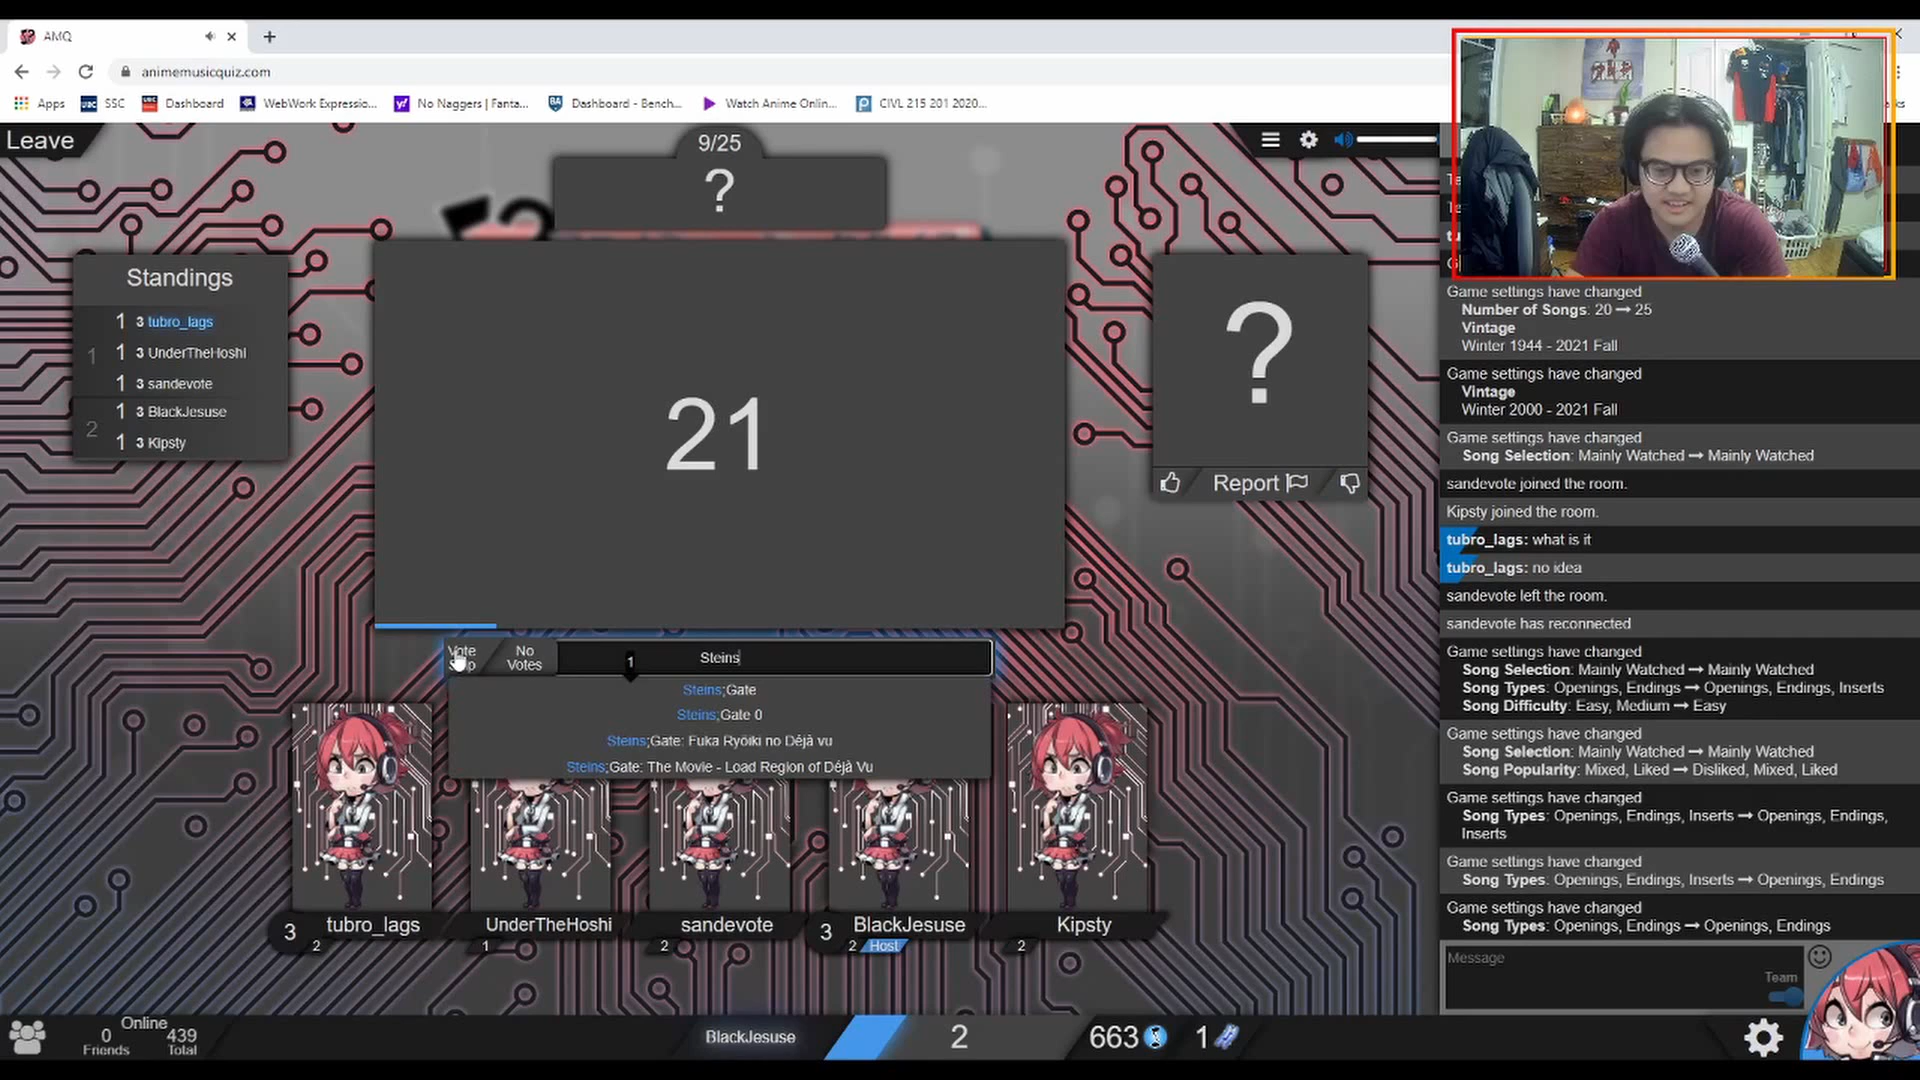 AMQ
animemusicquiz.com
Apps
SSC
Dashboard
WebWork Expressio...
No Naggers | Fanta...
Dashboard - Bench...
Watch Anime Onlin...
CIVL 215 201 2020...
Leave
9/25
?
Standings
1 3 tubro_lags
1
1 3 UnderTheHoshi
1 3 sandevote
2
1 3 BlackJesuse
1 3 Kipsty
21
?
Report
Vote Skip
No Votes
1
Steins
Steins;Gate
Steins;Gate 0
Steins;Gate: Fuka Ryōiki no Déjà vu
Steins;Gate: The Movie - Load Region of Déjà Vu
3 tubro_lags
2
UnderTheHoshi
1
sandevote
2
3 BlackJesuse
2 Host
Kipsty
2
Game settings have changed
Number of Songs: 20 → 25
Vintage
Winter 1944 - 2021 Fall
Game settings have changed
Vintage
Winter 2000 - 2021 Fall
Game settings have changed
Song Selection: Mainly Watched → Mainly Watched
sandevote joined the room.
Kipsty joined the room.
tubro_lags: what is it
tubro_lags: no idea
sandevote left the room.
sandevote has reconnected
Game settings have changed
Song Selection: Mainly Watched → Mainly Watched
Song Types: Openings, Endings → Openings, Endings, Inserts
Song Difficulty: Easy, Medium → Easy
Game settings have changed
Song Selection: Mainly Watched → Mainly Watched
Song Popularity: Mixed, Liked → Disliked, Mixed, Liked
Game settings have changed
Song Types: Openings, Endings, Inserts → Openings, Endings,
Inserts
Game settings have changed
Song Types: Openings, Endings, Inserts → Openings, Endings
Game settings have changed
Song Types: Openings, Endings → Openings, Endings
Message
Team
Online
0 Friends
439 Total
BlackJesuse
2
663
1